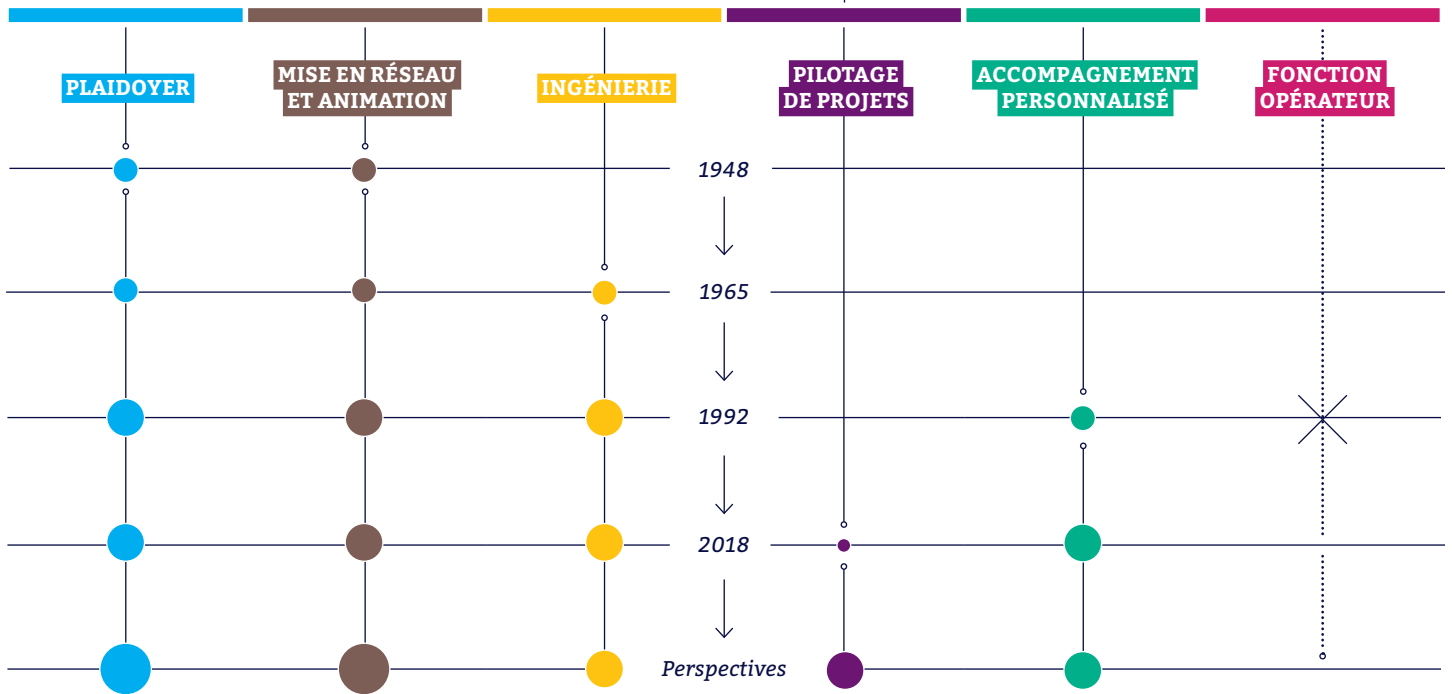 PLAIDOYER
MISE EN RÉSEAU
ET ANIMATION
INGÉNIERIE
PILOTAGE
DE PROJETS
ACCOMPAGNEMENT
PERSONNALISÉ
FONCTION
OPÉRATEUR
1948
1965
1992
2018
Perspectives